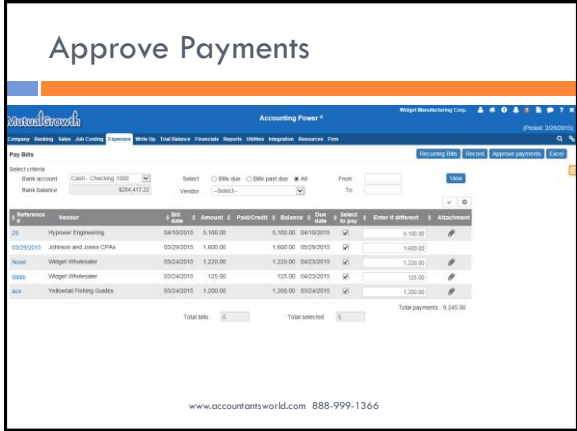 Approve Payments
MutualGrowth
Accounting Power ®
Widget Manufacturing Corp.
(Period: 2/28/2015)
Company Banking Sales Job Costing Expenses Write Up Trial Balance Financials Reports Utilities Integration Resources Firm
Pay Bills
Recurring Bills Record Approve payments Excel
Select criteria
Bank account Cash - Checking 1000 Select Bills due Bills past due All From View
Bank balance $284,417.22 Vendor --Select-- To
Reference # Vendor Bill date Amount Paid/Credit Balance Due date Select to pay Enter if different Attachment
28 Hypower Engineering 04/10/2015 5,100.00 5,100.00 04/10/2015 5,100.00
03/29/2015 Johnson and Jones CPAs 03/29/2015 1,600.00 1,600.00 05/28/2015 1,600.00
None Widget Wholesaler 03/24/2015 1,220.00 1,220.00 04/23/2015 1,220.00
Widget Wholesaler 03/24/2015 125.00 125.00 04/23/2015 125.00
Yellowtail Fishing Guides 03/24/2015 1,200.00 1,200.00 03/24/2015 1,200.00
Total payments : 9,245.00
Total bills 5 Total selected 5
www.accountantsworld.com 888-999-1366